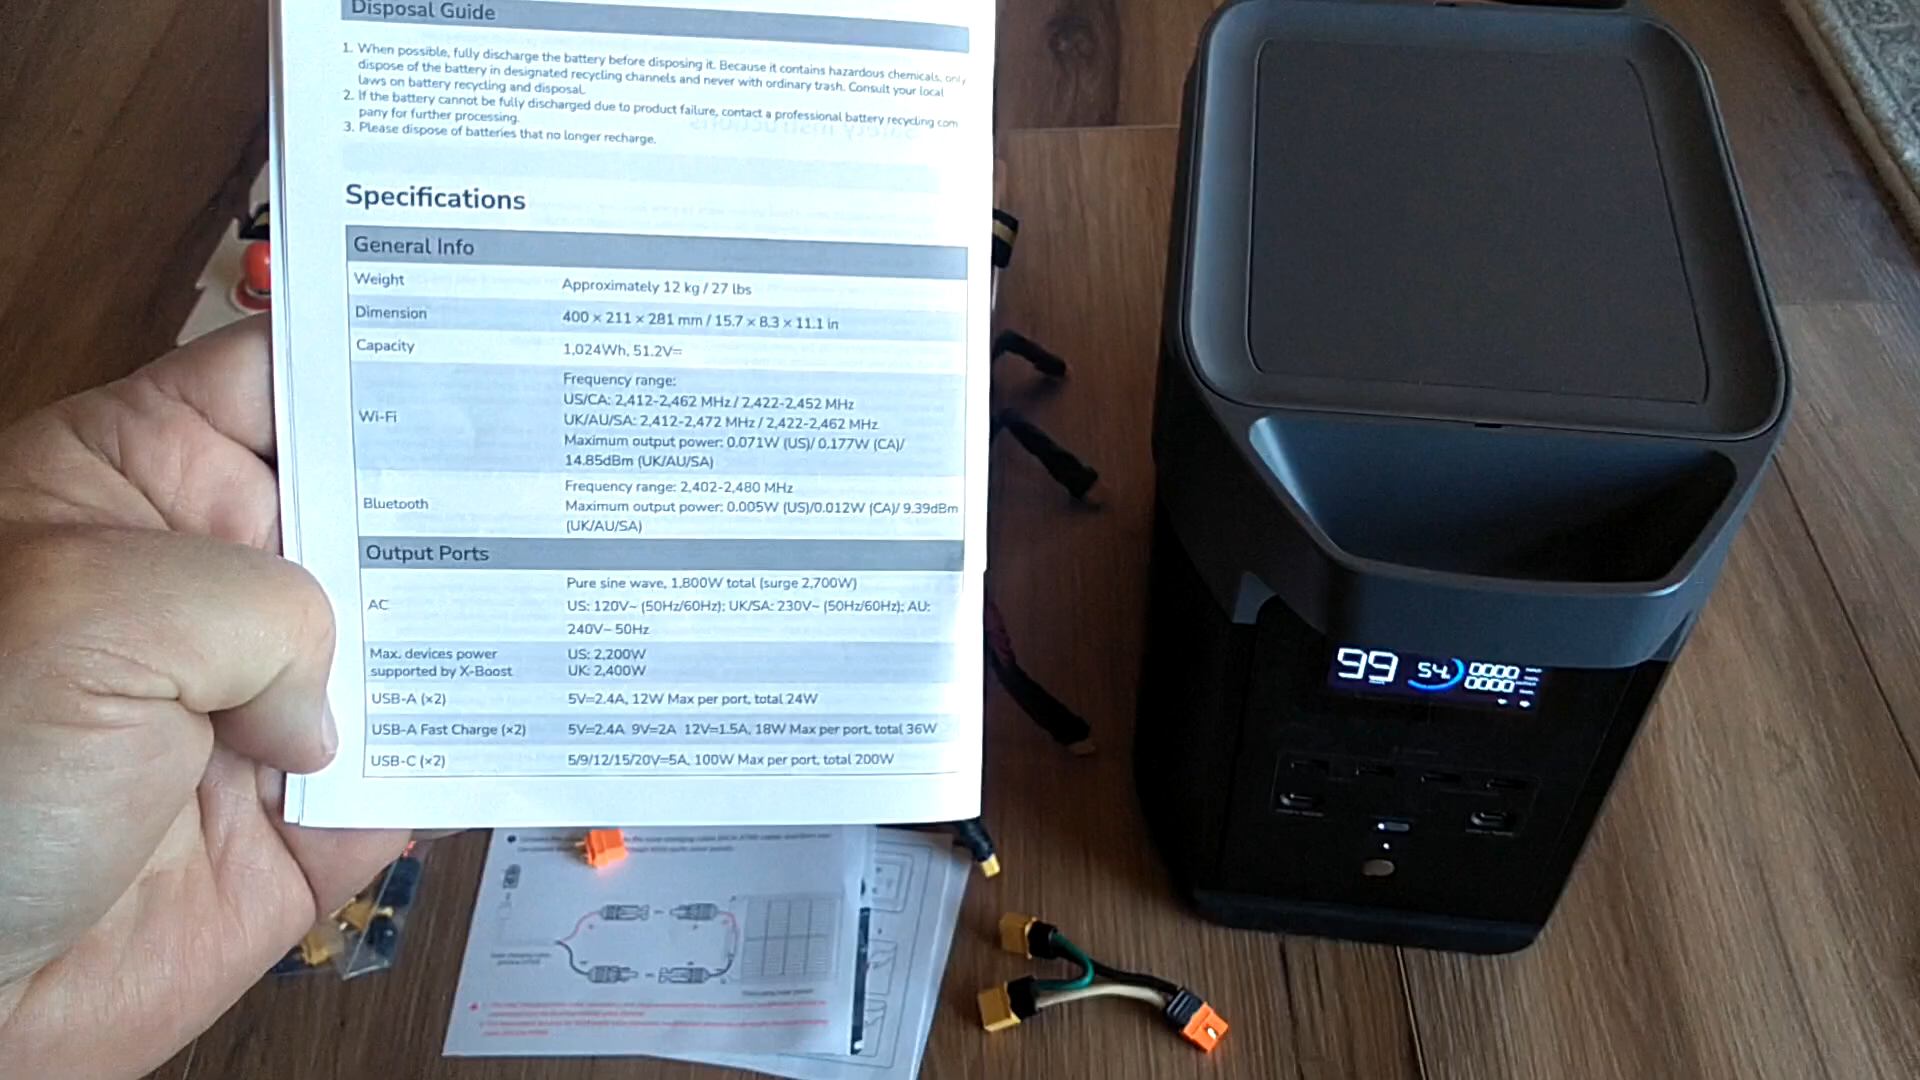 Disposal Guide
1. When possible, fully discharge the battery before disposing it. Because it contains hazardous chemicals, only
dispose of the battery in designated recycling channels and never with ordinary trash. Consult your local
laws on battery recycling and disposal.
2. If the battery cannot be fully discharged due to product failure, contact a professional battery recycling com
pany for further processing.
3. Please dispose of batteries that no longer recharge.
Specifications
General Info
Weight Approximately 12 kg / 27 lbs
Dimension 400 × 211 × 281 mm / 15.7 × 8.3 × 11.1 in
Capacity 1,024Wh, 51.2V⎓
Wi-Fi Frequency range:
US/CA: 2,412-2,462 MHz / 2,422-2,452 MHz
UK/AU/SA: 2,412-2,472 MHz / 2,422-2,462 MHz
Maximum output power: 0.071W (US)/ 0.177W (CA)/
14.85dBm (UK/AU/SA)
Bluetooth Frequency range: 2,402-2,480 MHz
Maximum output power: 0.005W (US)/0.012W (CA)/ 9.39dBm
(UK/AU/SA)
Output Ports
AC Pure sine wave, 1,800W total (surge 2,700W)
US: 120V~ (50Hz/60Hz); UK/SA: 230V~ (50Hz/60Hz); AU:
240V~ 50Hz
Max. devices power
supported by X-Boost
US: 2,200W
UK: 2,400W
USB-A (×2) 5V⎓2.4A, 12W Max per port, total 24W
USB-A Fast Charge (×2) 5V⎓2.4A 9V⎓2A 12V⎓1.5A, 18W Max per port, total 36W
USB-C (×2) 5/9/12/15/20V⎓5A, 100W Max per port, total 200W
99 54 0000
0000